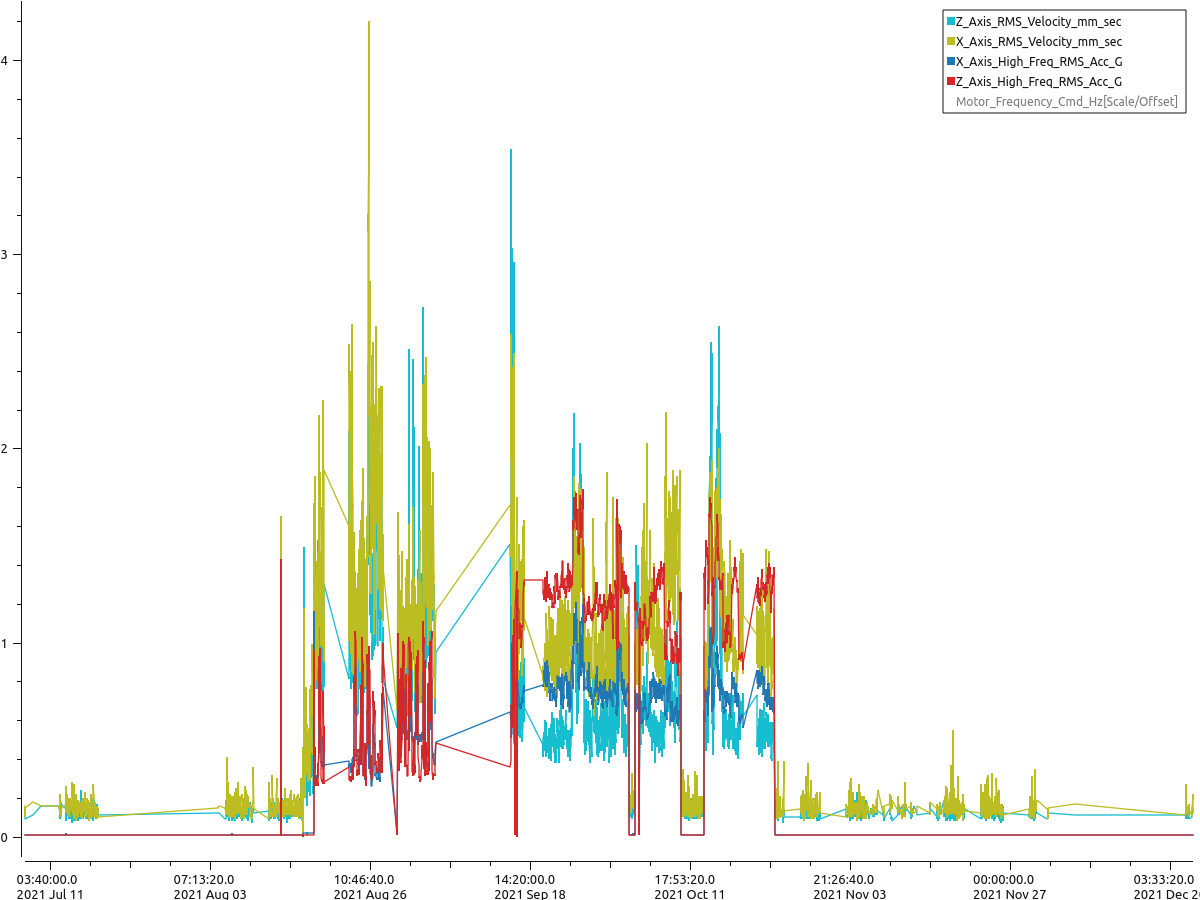 Z_Axis_RMS_Velocity_mm_sec
X_Axis_RMS_Velocity_mm_sec
X_Axis_High_Freq_RMS_Acc_G
Z_Axis_High_Freq_RMS_Acc_G
Motor_Frequency_Cmd_Hz[Scale/Offset]
4
3
2
1
0
03:40:00.0 07:13:20.0 10:46:40.0 14:20:00.0 17:53:20.0 21:26:40.0 00:00:00.0 03:33:20.0
2021 Jul 11 2021 Aug 03 2021 Aug 26 2021 Sep 18 2021 Oct 11 2021 Nov 03 2021 Nov 27 2021 Dec 2